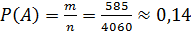 P(A) = m/n = 585/4060 ≈ 0,14